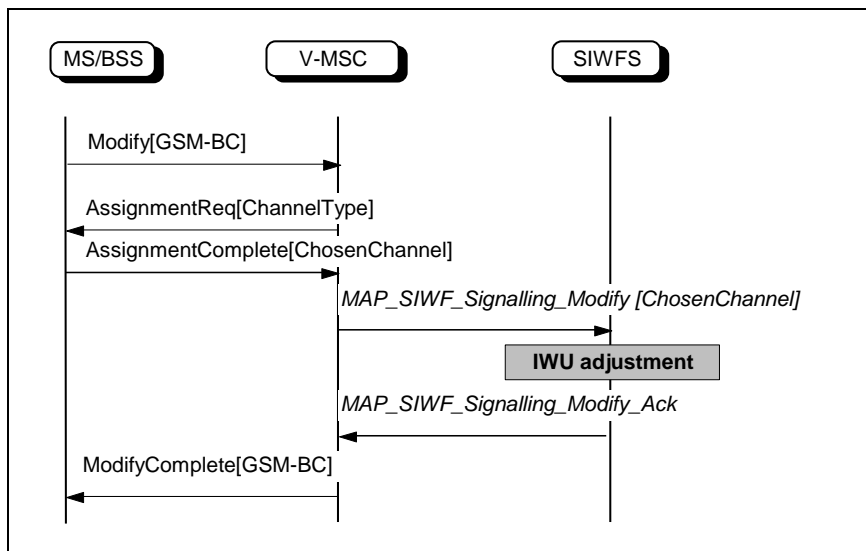 MS/BSS V-MSC SIWFS
Modify[GSM-BC]
AssignmentReq[ChannelType]
AssignmentComplete[ChosenChannel]
MAP_SIWF_Signalling_Modify [ChosenChannel]
IWU adjustment
MAP_SIWF_Signalling_Modify_Ack
ModifyComplete[GSM-BC]